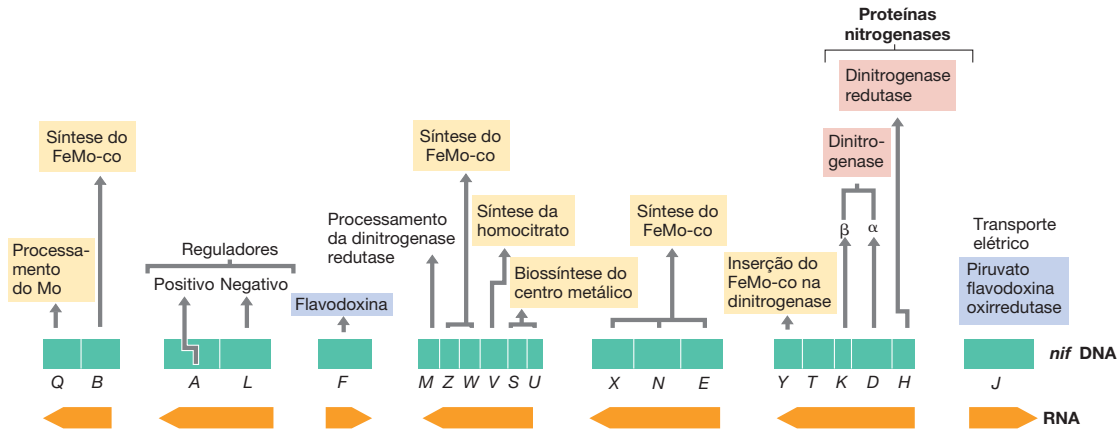 Proteínas
nitrogenases
Dinitrogenase
redutase
Síntese do
FeMo-co
Síntese do
FeMo-co
Dinitro-
genase
Processa-
mento
do Mo
Reguladores
Positivo Negativo
Flavodoxina
Processamento
da dinitrogenase
redutase
Síntese da
homocitrato
Biossíntese do
centro metálico
Síntese do
FeMo-co
Inserção do
FeMo-co na
dinitrogenase
β
α
Transporte
elétrico
Piruvato
flavodoxina
oxirredutase
nif DNA
Q B A L F M Z W V S U X N E Y T K D H J
RNA